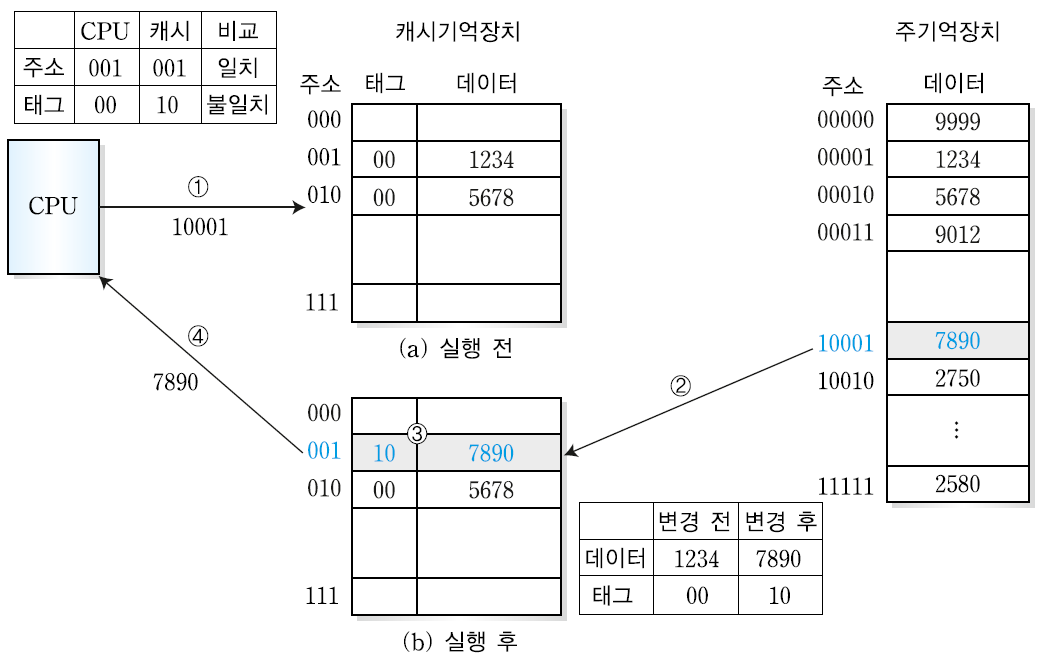 CPU 캐시 비교
주소 001 001 일치
태그 00 10 불일치
CPU
①
10001
④
7890
캐시기억장치
주소 태그 데이터
000
001 00 1234
010 00 5678
111
(a) 실행 전
000
③
001 10 7890
010 00 5678
111
(b) 실행 후
②
주기억장치
주소 데이터
00000 9999
00001 1234
00010 5678
00011 9012
10001 7890
10010 2750
⋮
11111 2580
변경 전 변경 후
데이터 1234 7890
태그 00 10